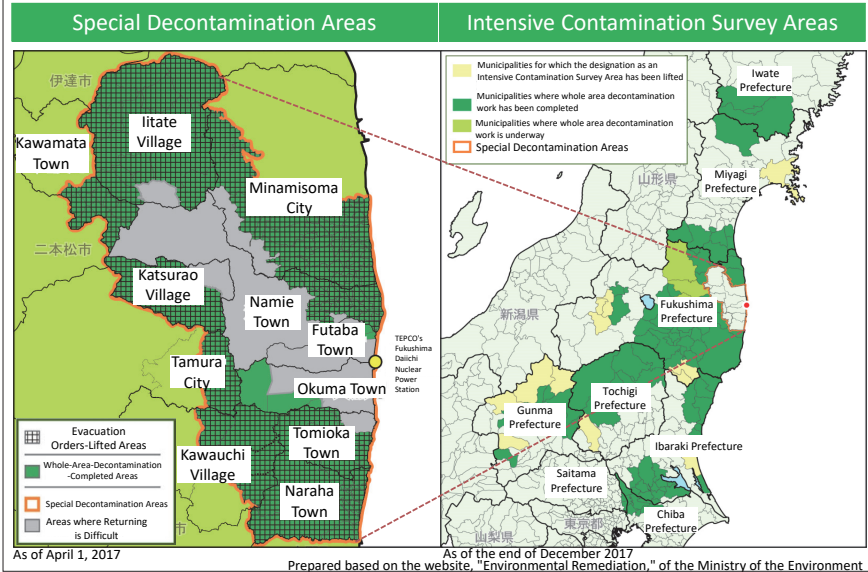 Special Decontamination Areas
Intensive Contamination Survey Areas
伊達市
Iitate
Village
Kawamata
Town
Minamisoma
City
二本松市
Katsurao
Village
Namie
Town
Futaba
Town
TEPCO's
Fukushima
Daiichi
Nuclear
Power
Station
Tamura
City
Okuma Town
Tomioka
Town
Kawauchi
Village
Naraha
Town
Evacuation
Orders-Lifted Areas
Whole-Area-Decontamination
-Completed Areas
Special Decontamination Areas
Areas where Returning
is Difficult
As of April 1, 2017
Municipalities for which the designation as an
Intensive Contamination Survey Area has been lifted
Municipalities where whole area decontamination
work has been completed
Municipalities where whole area decontamination
work is underway
Special Decontamination Areas
Iwate
Prefecture
Miyagi
Prefecture
山形県
Fukushima
Prefecture
新潟県
Tochigi
Prefecture
Gunma
Prefecture
Ibaraki Prefecture
Saitama
Prefecture
Chiba
Prefecture
東京都
山梨県
As of the end of December 2017
Prepared based on the website, "Environmental Remediation," of the Ministry of the Environment